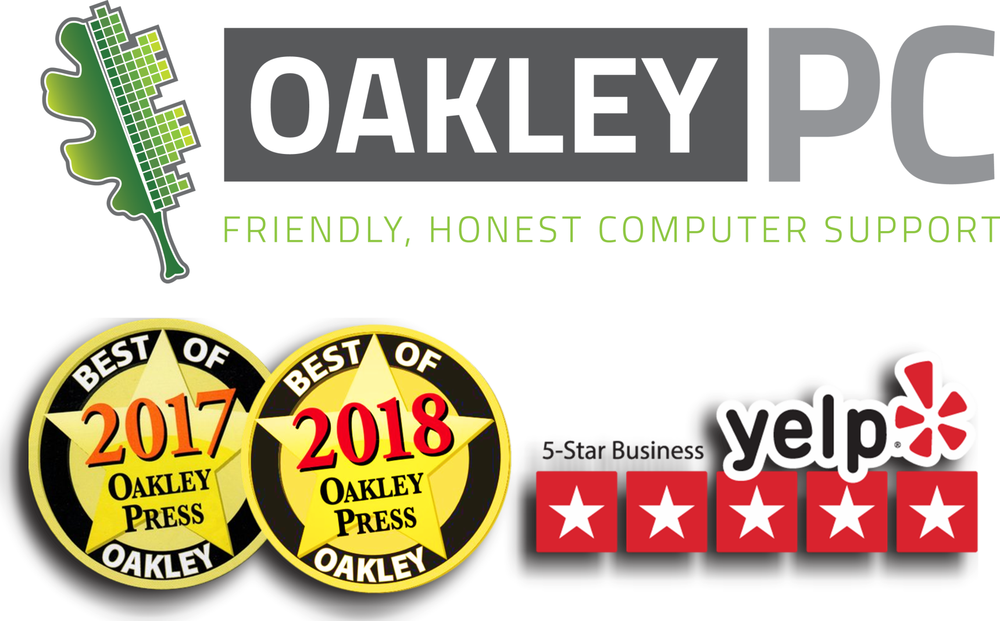 OAKLEY PC
FRIENDLY, HONEST COMPUTER SUPPORT
BEST OF
2017
OAKLEY
PRESS
OAKLEY
BEST OF
2018
OAKLEY
PRESS
OAKLEY
5-Star Business
yelp®